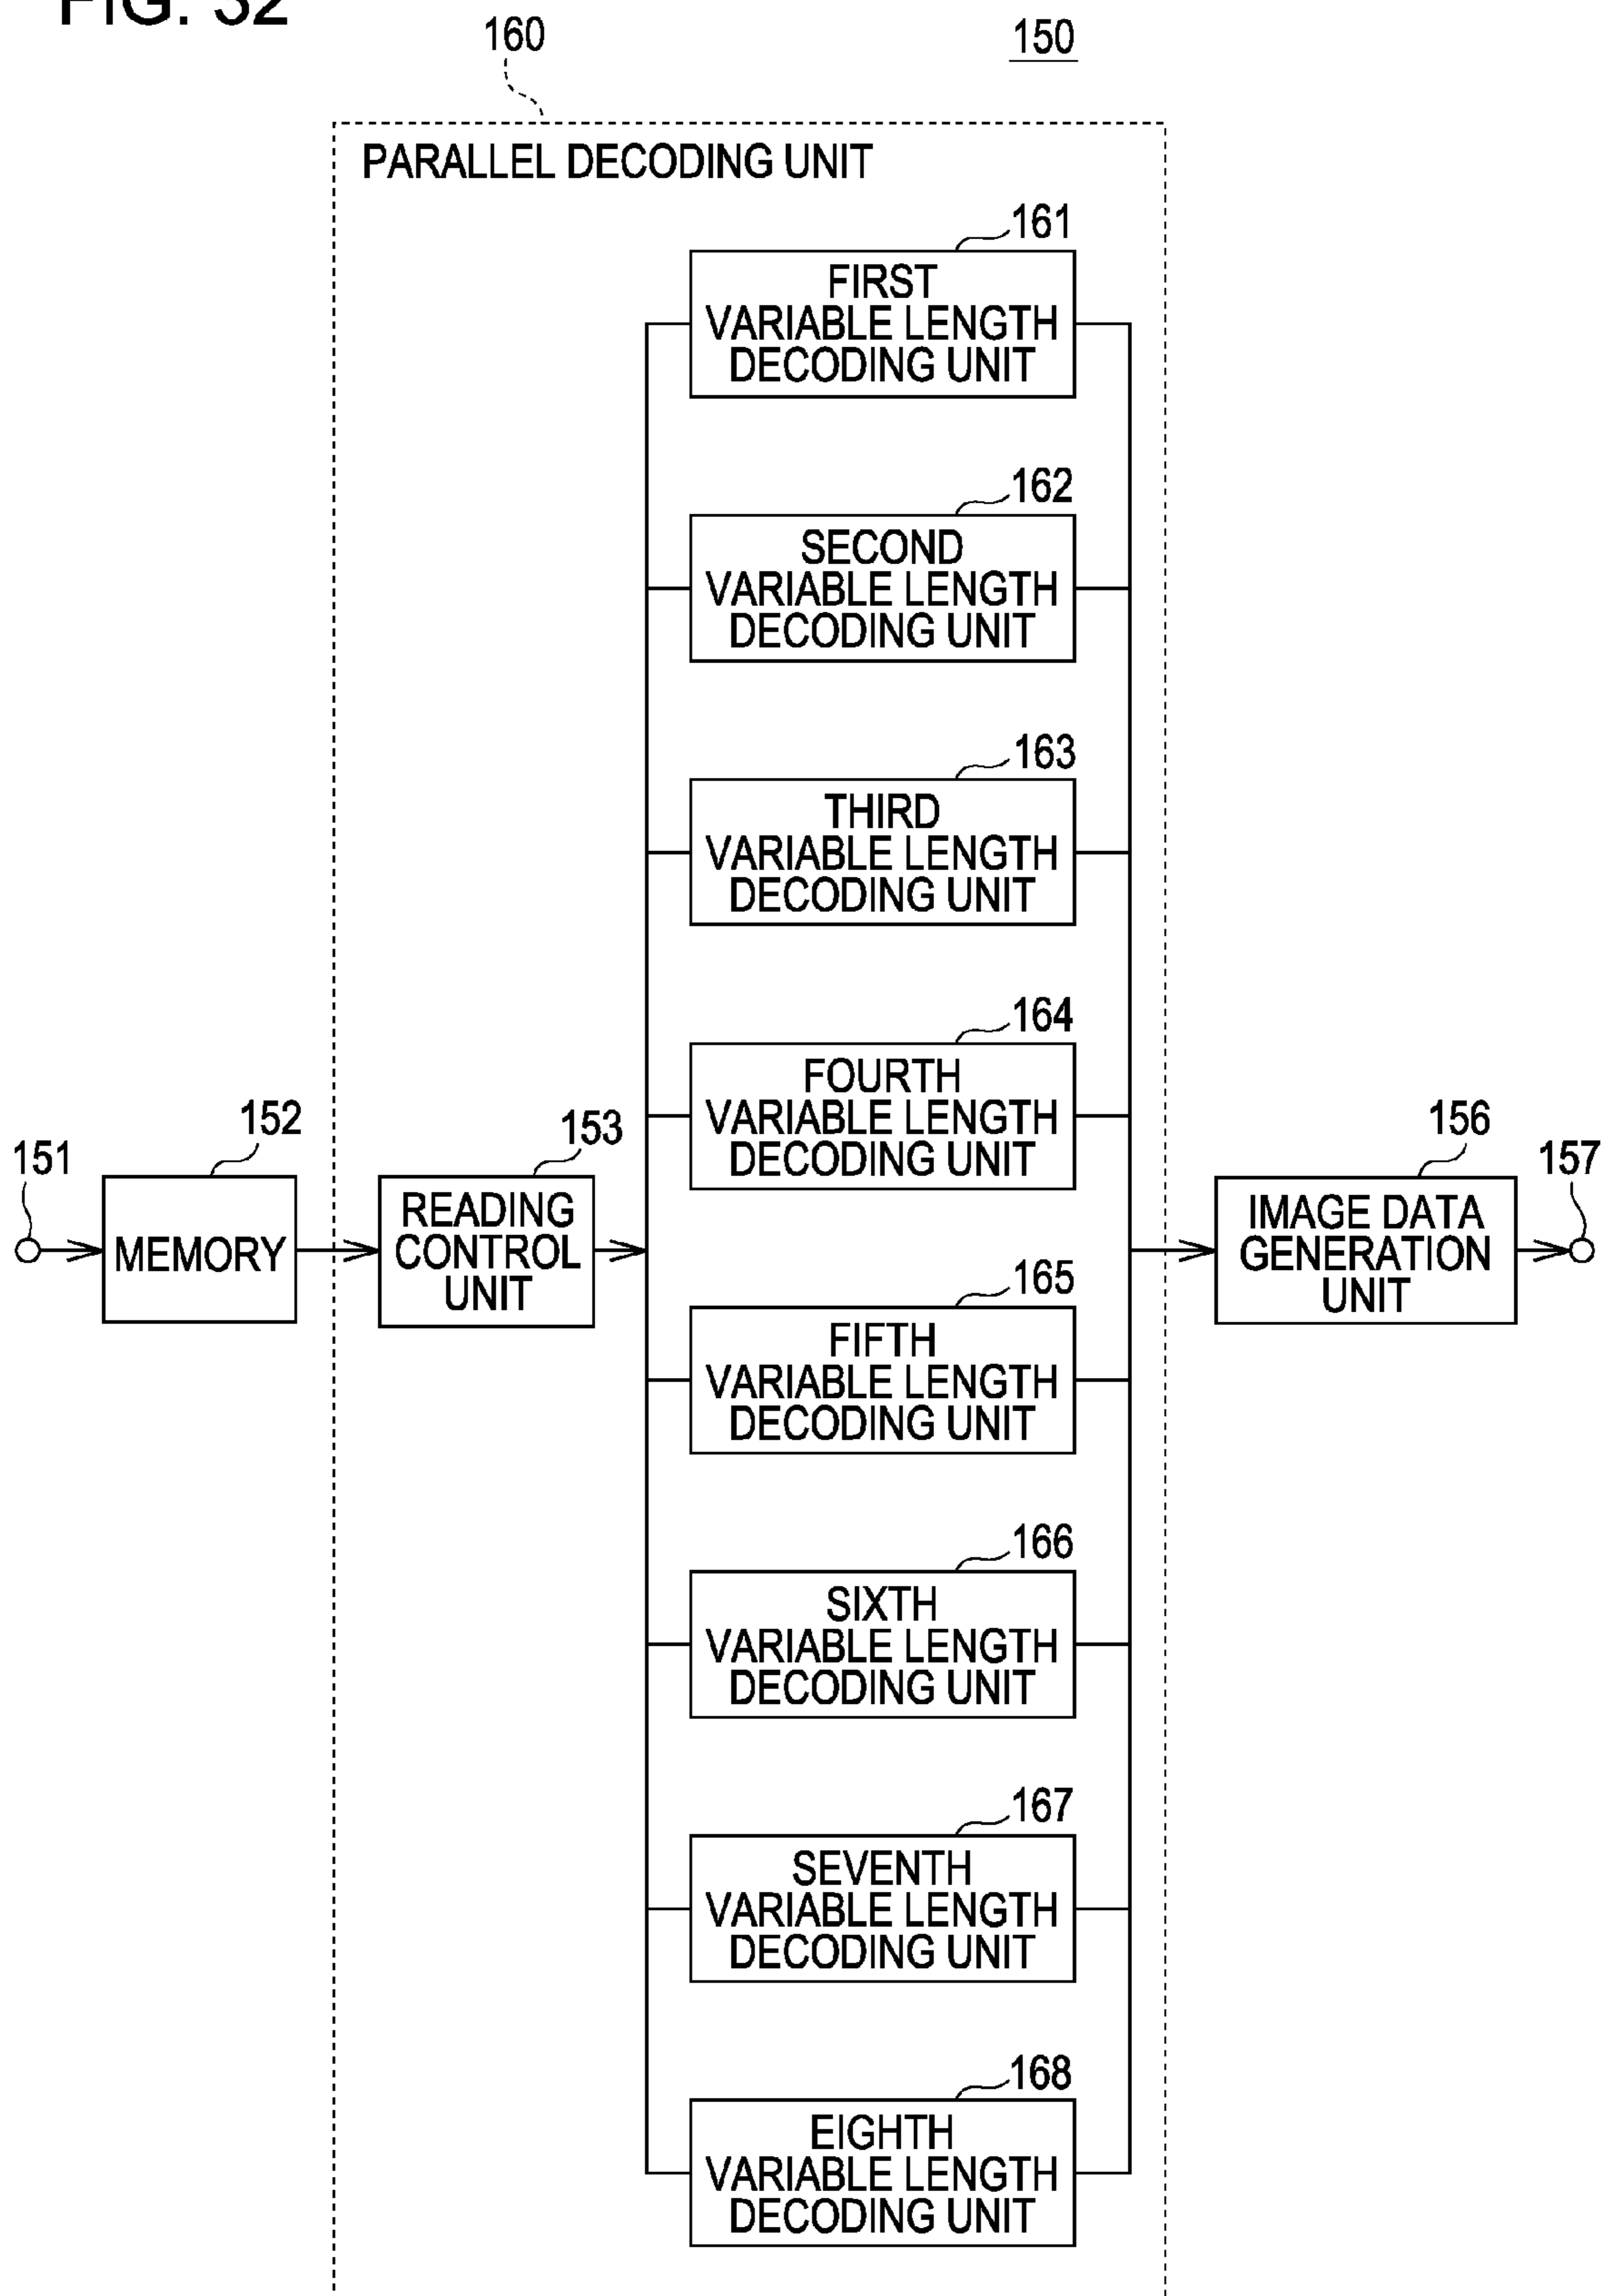 FIG. 32
160
150
PARALLEL DECODING UNIT
161
FIRST
VARIABLE LENGTH
DECODING UNIT
162
SECOND
VARIABLE LENGTH
DECODING UNIT
163
THIRD
VARIABLE LENGTH
DECODING UNIT
164
FOURTH
VARIABLE LENGTH
DECODING UNIT
151
152
MEMORY
153
READING
CONTROL
UNIT
156
IMAGE DATA
GENERATION
UNIT
157
165
FIFTH
VARIABLE LENGTH
DECODING UNIT
166
SIXTH
VARIABLE LENGTH
DECODING UNIT
167
SEVENTH
VARIABLE LENGTH
DECODING UNIT
168
EIGHTH
VARIABLE LENGTH
DECODING UNIT